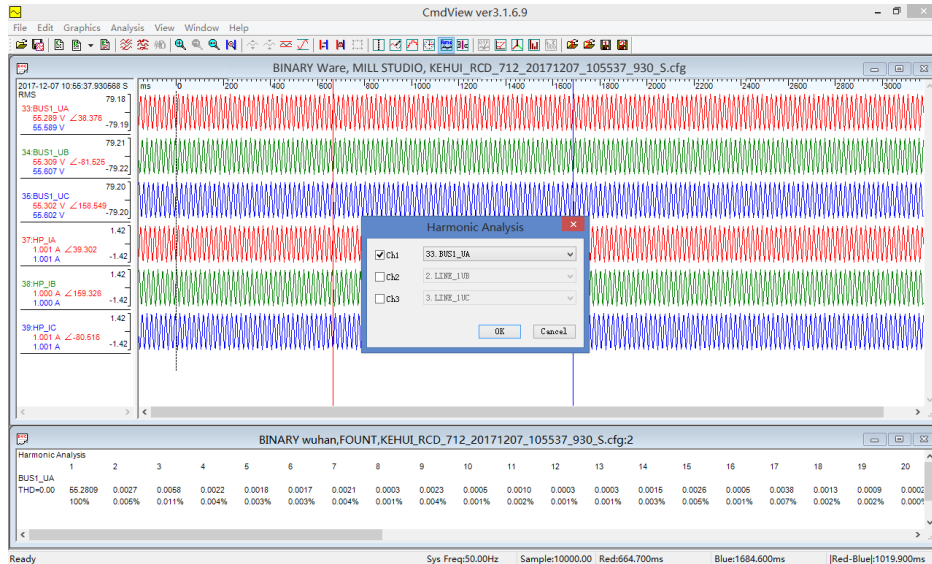 CmdView ver3.1.6.9
File Edit Graphics Analysis View Window Help
BINARY Ware, MILL STUDIO, KEHUI_RCD_712_20171207_105537_930_S.cfg
2017-12-07 10:55:37.930668 S
RMS
ms 0 200 400 600 800 1000 1200 1400 1600 1800 2000 2200 2400 2600 2800 3000
79.18
33:BUS1_UA
55.289 V ∠38.376
55.589 V
-79.19
79.21
34:BUS1_UB
55.309 V ∠-81.525
55.607 V
-79.22
79.20
35:BUS1_UC
55.302 V ∠158.549
55.602 V
-79.20
1.42
37:HP_IA
1.001 A ∠39.302
1.001 A
-1.42
1.42
38:HP_IB
1.000 A ∠159.326
1.000 A
-1.42
1.42
39:HP_IC
1.001 A ∠-80.516
1.001 A
-1.42
Harmonic Analysis
Ch1 33. BUS1_UA
Ch2 2. LINE_1UB
Ch3 3. LINE_1UC
OK Cancel
BINARY wuhan,FOUNT,KEHUI_RCD_712_20171207_105537_930_S.cfg:2
Harmonic Analysis
1 2 3 4 5 6 7 8 9 10 11 12 13 14 15 16 17 18 19 20
BUS1_UA
THD=0.00 55.2809 0.0027 0.0058 0.0022 0.0018 0.0017 0.0021 0.0003 0.0023 0.0005 0.0010 0.0003 0.0003 0.0015 0.0026 0.0005 0.0038 0.0013 0.0009 0.0002
100% 0.005% 0.011% 0.004% 0.003% 0.003% 0.004% 0.001% 0.004% 0.001% 0.002% 0.001% 0.001% 0.003% 0.005% 0.001% 0.007% 0.002% 0.002%
Ready Sys Freq:50.00Hz Sample:10000.00 Red:664.700ms Blue:1684.600ms |Red-Blue|:1019.900ms